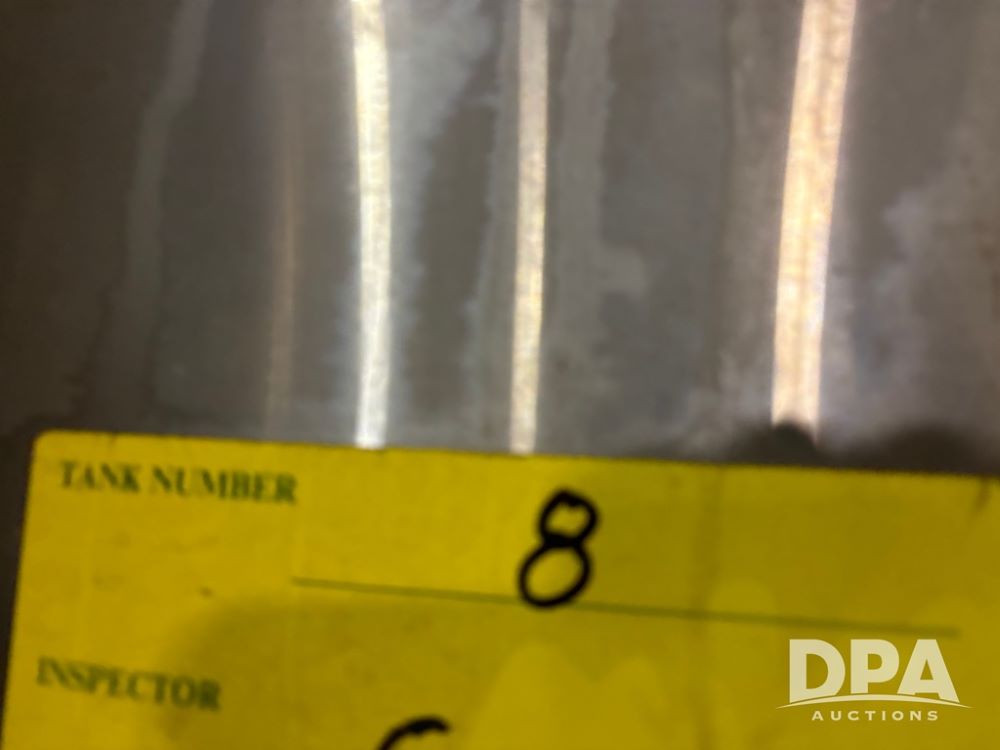 TANK NUMBER 8
INSPECTOR
DPA
AUCTIONS